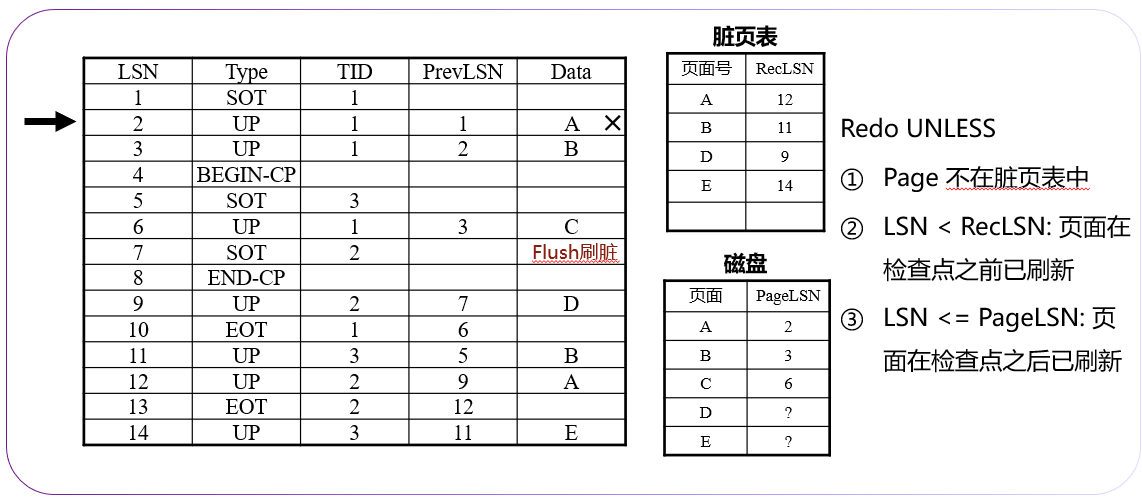 LSN Type TID PrevLSN Data
1 SOT 1
2 UP 1 1 A ×
3 UP 1 2 B
4 BEGIN-CP
5 SOT 3
6 UP 1 3 C
7 SOT 2 Flush刷脏
8 END-CP
9 UP 2 7 D
10 EOT 1 6
11 UP 3 5 B
12 UP 2 9 A
13 EOT 2 12
14 UP 3 11 E
脏页表
页面号 RecLSN
A 12
B 11
D 9
E 14
磁盘
页面 PageLSN
A 2
B 3
C 6
D ?
E ?
Redo UNLESS
① Page 不在脏页表中
② LSN < RecLSN: 页面在
检查点之前已刷新
③ LSN <= PageLSN: 页
面在检查点之后已刷新